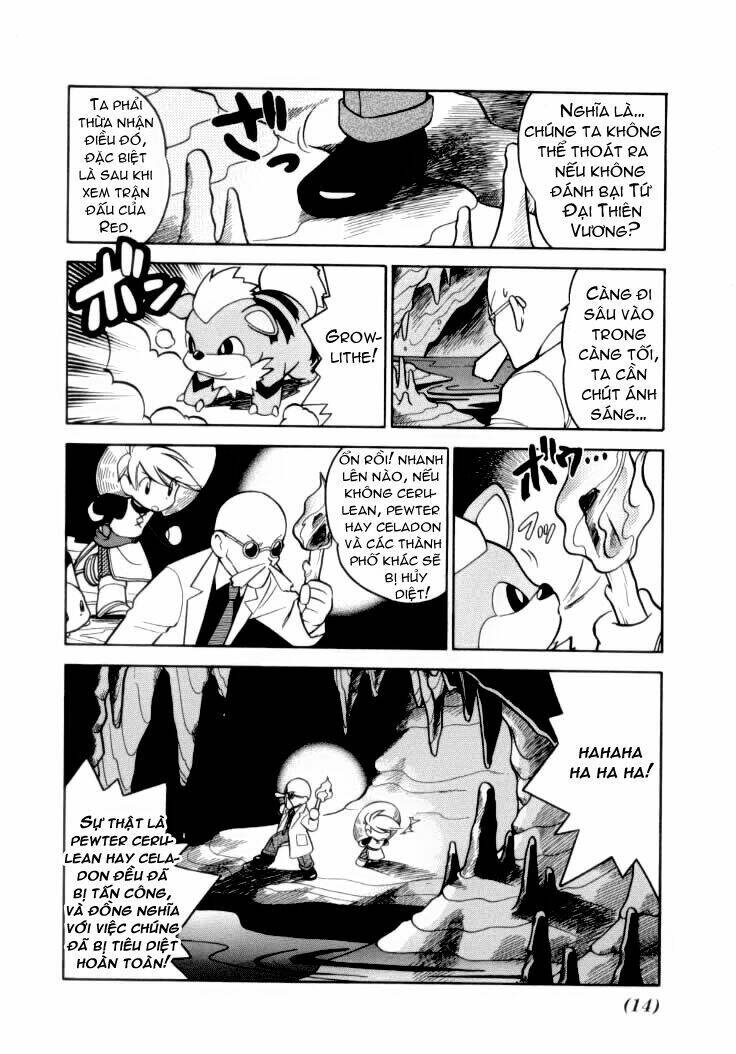 NGHĨA LÀ...
CHÚNG TA KHÔNG
THỂ THOÁT RA
NẾU KHÔNG
ĐÁNH BẠI TỨ
ĐẠI THIÊN
VƯƠNG?
ザッ
TA PHẢI
THỪA NHẬN
ĐIỀU ĐÓ,
ĐẶC BIỆT
LÀ SAU KHI
XEM TRẬN
ĐẤU CỦA
RED.
CÀNG ĐI
SÂU VÀO
TRONG
CÀNG TỐI,
TA CẦN
CHÚT ÁNH
SÁNG...
GROW-
LITHE!
ボン
ボウ...
ỔN RỒI! NHANH
LÊN NÀO, NẾU
KHÔNG CERU-
LEAN, PEWTER
HAY CELADON
VÀ CÁC THÀNH
PHỐ KHÁC SẼ
BỊ HỦY
DIỆT!
HAHAHA
HA HA HA!
SỰ THẬT LÀ
PEWTER CERU-
LEAN HAY CELA-
DON ĐỀU ĐÃ
BỊ TẤN CÔNG,
VÀ ĐỒNG NGHĨA
VỚI VIỆC CHÚNG
ĐÃ BỊ TIÊU DIỆT
HOÀN TOÀN!
(14)